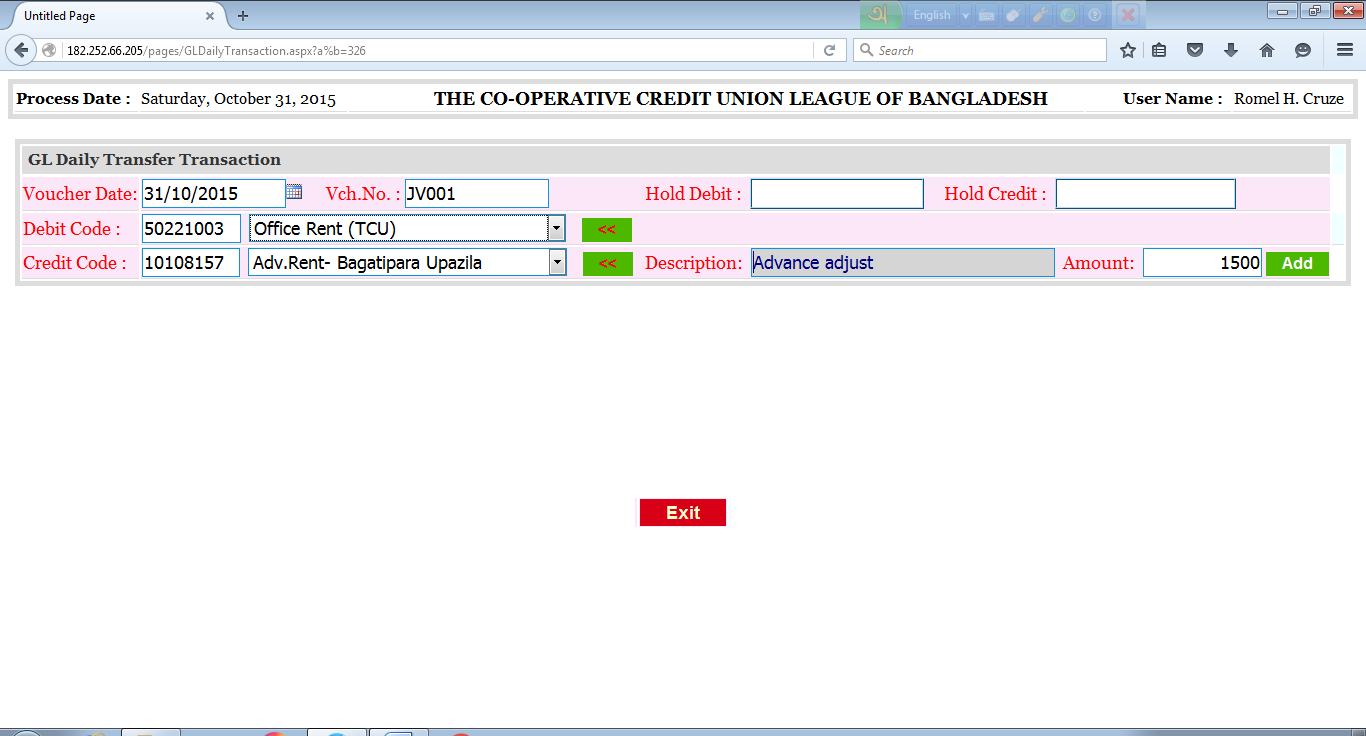 Untitled Page
English
182.252.66.205/pages/GLDailyTransaction.aspx?a%b=326
Search
Process Date : Saturday, October 31, 2015 THE CO-OPERATIVE CREDIT UNION LEAGUE OF BANGLADESH User Name : Romel H. Cruze
GL Daily Transfer Transaction
Voucher Date: 31/10/2015 Vch.No. : JV001 Hold Debit : Hold Credit :
Debit Code : 50221003 Office Rent (TCU) <<
Credit Code : 10108157 Adv.Rent- Bagatipara Upazila << Description: Advance adjust Amount: 1500 Add
Exit